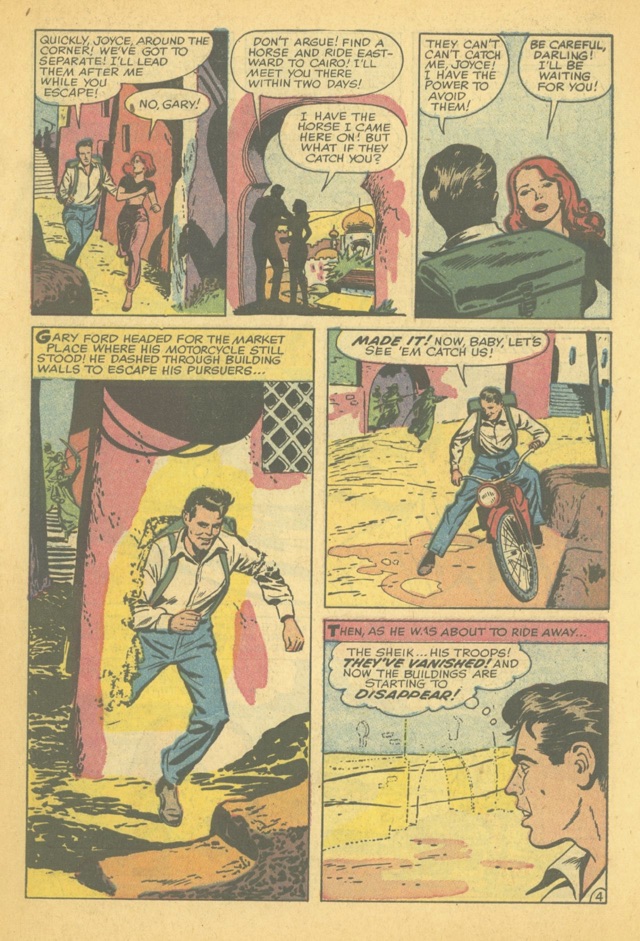 QUICKLY, JOYCE, AROUND THE
CORNER! WE'VE GOT TO
SEPARATE! I'LL LEAD
THEM AFTER ME
WHILE YOU
ESCAPE!
NO, GARY!
DON'T ARGUE! FIND A
HORSE AND RIDE EAST-
WARD TO CAIRO! I'LL
MEET YOU THERE
WITHIN TWO DAYS!
I HAVE THE
HORSE I CAME
HERE ON! BUT
WHAT IF THEY
CATCH YOU?
THEY CAN'T
CAN'T CATCH
ME, JOYCE!
I HAVE THE
POWER TO
AVOID
THEM!
BE CAREFUL,
DARLING!
I'LL BE
WAITING
FOR YOU!
GARY FORD HEADED FOR THE MARKET
PLACE WHERE HIS MOTORCYCLE STILL
STOOD! HE DASHED THROUGH BUILDING
WALLS TO ESCAPE HIS PURSUERS...
MADE IT! NOW, BABY, LET'S
SEE 'EM CATCH US!
THEN, AS HE WAS ABOUT TO RIDE AWAY...
THE SHEIK... HIS TROOPS!
THEY'VE VANISHED! AND
NOW THE BUILDINGS ARE
STARTING TO
DISAPPEAR!
4